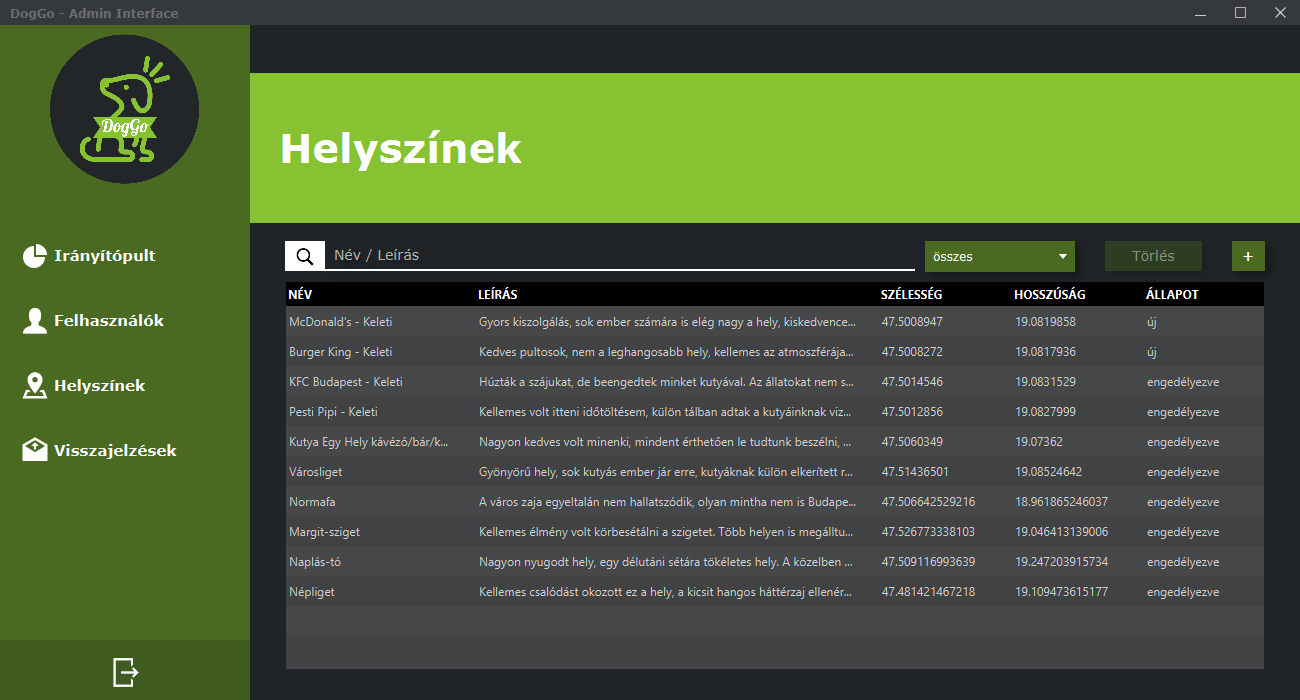 DogGo - Admin Interface
DogGo
Irányítópult
Felhasználók
Helyszínek
Visszajelzések
Helyszínek
Név / Leírás összes Törlés +
NÉV LEÍRÁS SZÉLESSÉG HOSSZÚSÁG ÁLLAPOT
McDonald's - Keleti Gyors kiszolgálás, sok ember számára is elég nagy a hely, kiskedvence... 47.5008947 19.0819858 új
Burger King - Keleti Kedves pultosok, nem a leghangosabb hely, kellemes az atmoszférája... 47.5008272 19.0817936 új
KFC Budapest - Keleti Húzták a szájukat, de beengedtek minket kutyával. Az állatokat nem s... 47.5014546 19.0831529 engedélyezve
Pesti Pipi - Keleti Kellemes volt itteni időtöltésem, külön tálban adtak a kutyáinknak viz... 47.5012856 19.0827999 engedélyezve
Kutya Egy Hely kávézó/bár/k... Nagyon kedves volt minenki, mindent érthetően le tudtunk beszélni, ... 47.5060349 19.07362 engedélyezve
Városliget Gyönyörű hely, sok kutyás ember jár erre, kutyáknak külön elkerített r... 47.51436501 19.08524642 engedélyezve
Normafa A város zaja egyeltalán nem hallatszódik, olyan mintha nem is Budape... 47.506642529216 18.961865246037 engedélyezve
Margit-sziget Kellemes élmény volt körbesétálni a szigetet. Több helyen is megálltu... 47.526773338103 19.046413139006 engedélyezve
Naplás-tó Nagyon nyugodt hely, egy délutáni sétára tökéletes hely. A közelben ... 47.509116993639 19.247203915734 engedélyezve
Népliget Kellemes csalódást okozott ez a hely, a kicsit hangos háttérzaj ellenér... 47.481421467218 19.109473615177 engedélyezve